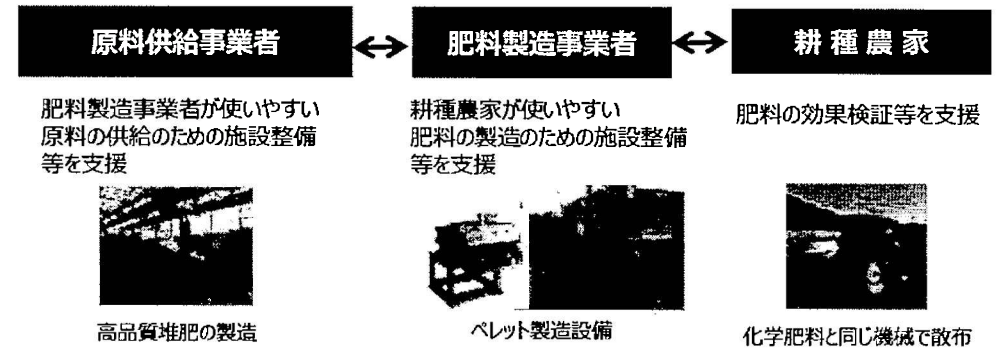 原料供給事業者
肥料製造事業者
耕種農家
肥料製造事業者が使いやすい
原料の供給のための施設整備
等を支援
耕種農家が使いやすい
肥料の製造のための施設整備
等を支援
肥料の効果検証等を支援
高品質堆肥の製造
ペレット製造設備
化学肥料と同じ機械で散布